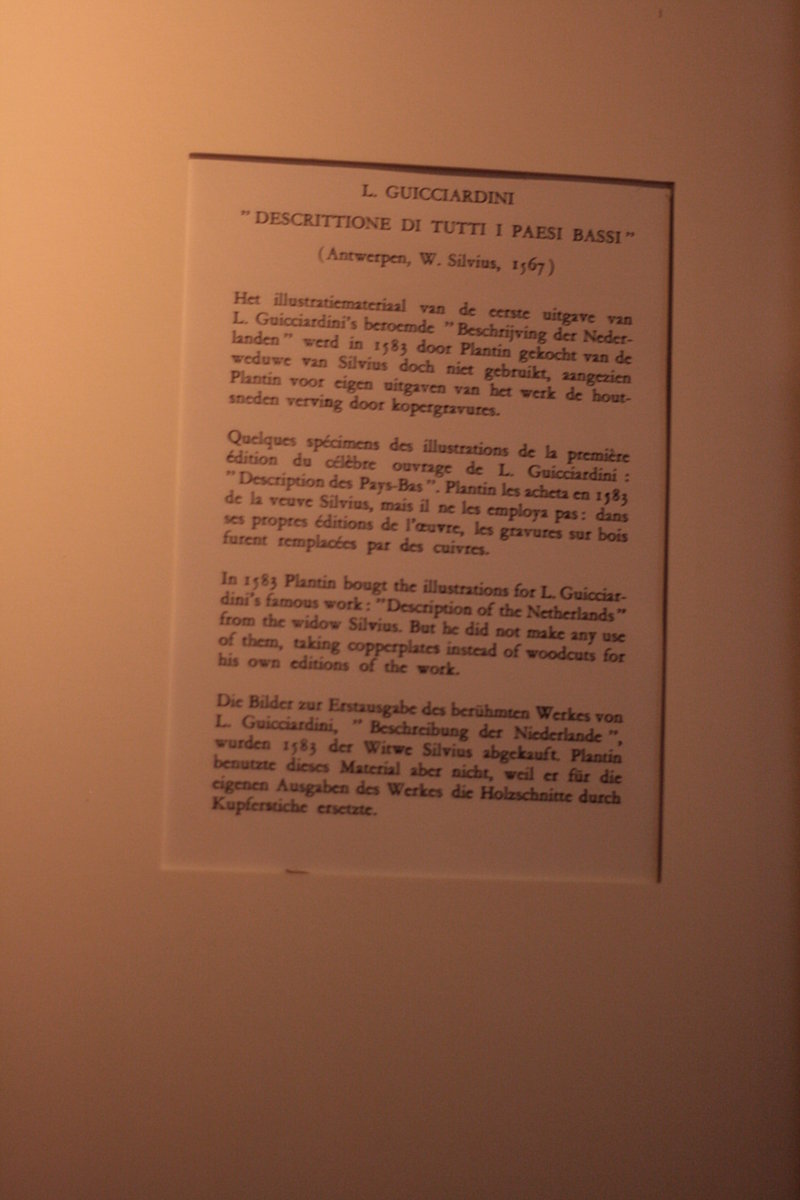 L. GUICCIARDINI
"DESCRITTIONE DI TUTTI I PAESI BASSI"
(Antwerpen, W. Silvius, 1567)
Het illustratiemateriaal van de eerste uitgave van
L. Guicciardini's beroemde "Beschrijving der Neder-
landen" werd in 1583 door Plantin gekocht van de
weduwe van Silvius doch niet gebruikt, aangezien
Plantin voor eigen uitgaven van het werk de hout-
sneden verving door kopergravures.
Quelques spécimens des illustrations de la première
édition du célèbre ouvrage de L. Guicciardini :
"Description des Pays-Bas". Plantin les acheta en 1583
de la veuve Silvius, mais il ne les employa pas : dans
ses propres éditions de l'œuvre, les gravures sur bois
furent remplacées par des cuivres.
In 1583 Plantin bougt the illustrations for L. Guicciar-
dini's famous work : "Description of the Netherlands"
from the widow Silvius. But he did not make any use
of them, taking copperplates instead of woodcuts for
his own editions of the work.
Die Bilder zur Erstausgabe des berühmten Werkes von
L. Guicciardini, " Beschreibung der Niederlande ",
wurden 1583 der Witwe Silvius abgekauft. Plantin
benutzte dieses Material aber nicht, weil er für die
eigenen Ausgaben des Werkes die Holzschnitte durch
Kupferstiche ersetzte.